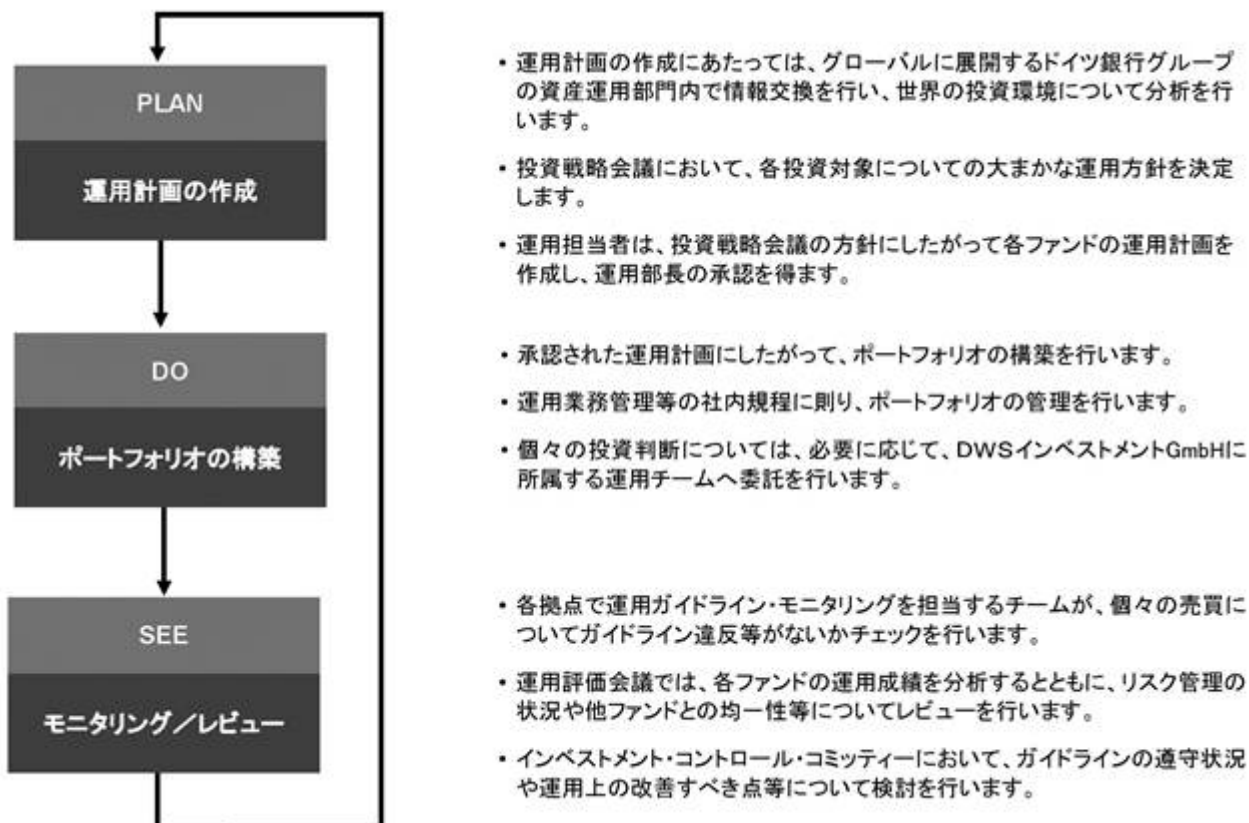 PLAN
運用計画の作成
・運用計画の作成にあたっては、グローバルに展開するドイツ銀行グループ
の資産運用部門内で情報交換を行い、世界の投資環境について分析を行
います。
・投資戦略会議において、各投資対象についての大まかな運用方針を決定
します。
・運用担当者は、投資戦略会議の方針にしたがって各ファンドの運用計画を
作成し、運用部長の承認を得ます。
DO
ポートフォリオの構築
・承認された運用計画にしたがって、ポートフォリオの構築を行います。
・運用業務管理等の社内規程に則り、ポートフォリオの管理を行います。
・個々の投資判断については、必要に応じて、DWSインベストメントGmbHに
所属する運用チームへ委託を行います。
SEE
モニタリング／レビュー
・各拠点で運用ガイドライン・モニタリングを担当するチームが、個々の売買に
ついてガイドライン違反等がないかチェックを行います。
・運用評価会議では、各ファンドの運用成績を分析するとともに、リスク管理の
状況や他ファンドとの均一性等についてレビューを行います。
・インベストメント・コントロール・コミッティーにおいて、ガイドラインの遵守状況
や運用上の改善すべき点等について検討を行います。